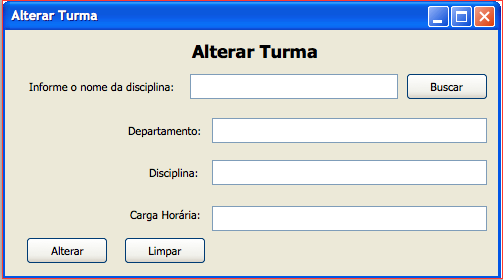 Alterar Turma
Alterar Turma
Informe o nome da disciplina: Buscar
Departamento:
Disciplina:
Carga Horária:
Alterar Limpar